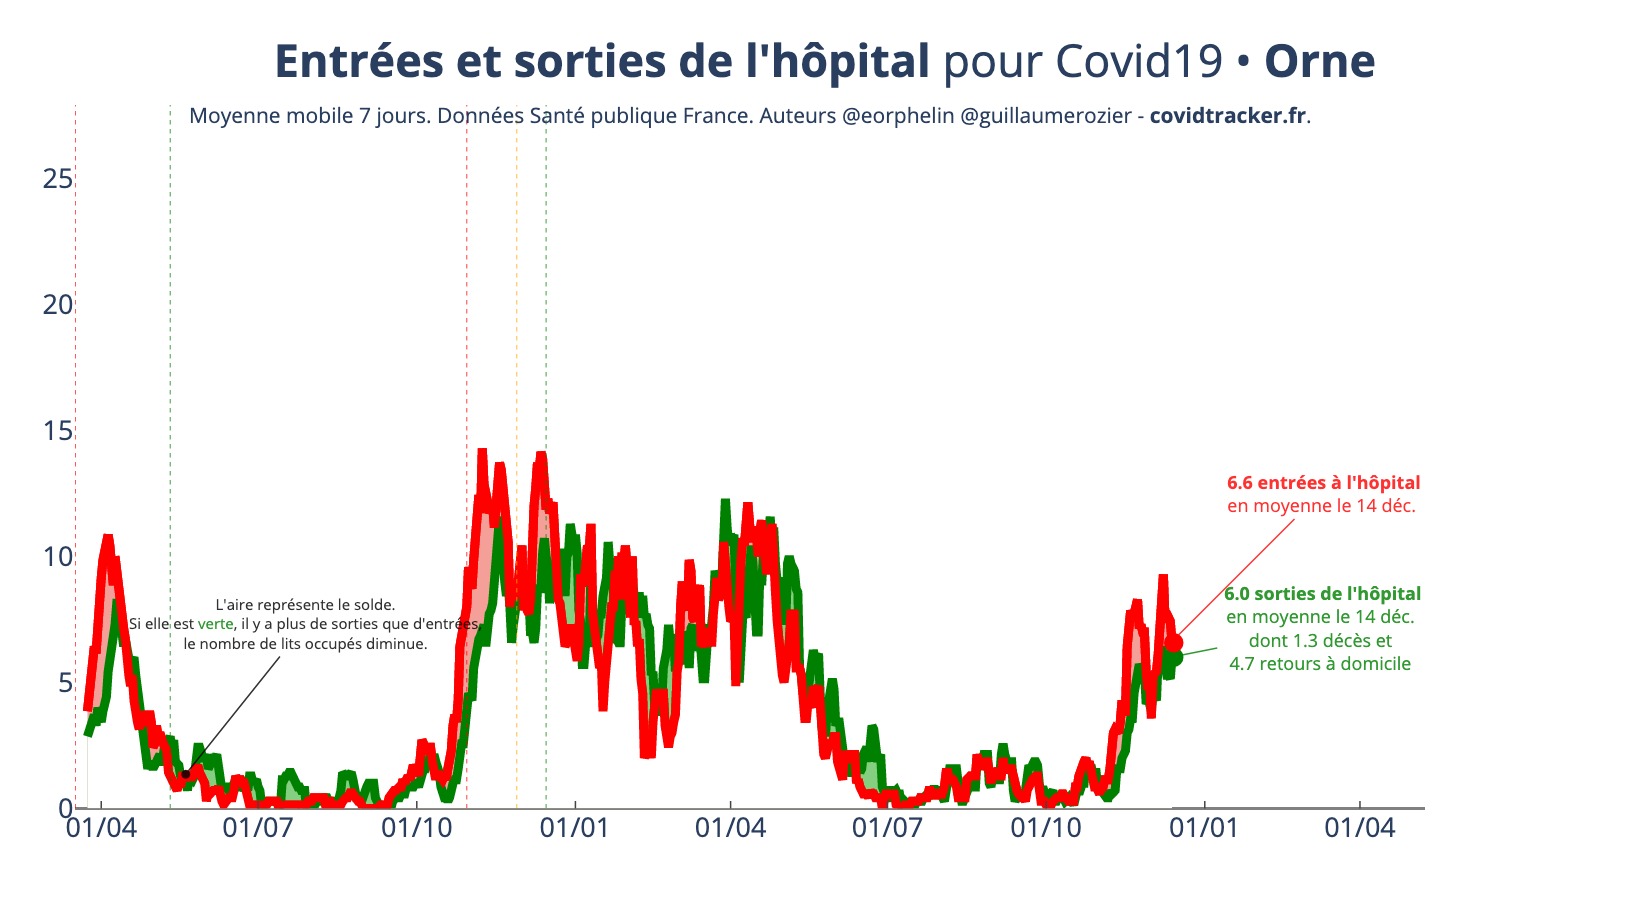 Entrées et sorties de l'hôpital pour Covid19 • Orne
Moyenne mobile 7 jours. Données Santé publique France. Auteurs @eorphelin @guillaumerozier - covidtracker.fr.
25
20
15
10
5
0
6.6 entrées à l'hôpital
en moyenne le 14 déc.
6.0 sorties de l'hôpital
en moyenne le 14 déc.
dont 1.3 décès et
4.7 retours à domicile
L'aire représente le solde.
Si elle est verte, il y a plus de sorties que d'entrées,
le nombre de lits occupés diminue.
01/04 01/07 01/10 01/01 01/04 01/07 01/10 01/01 01/04